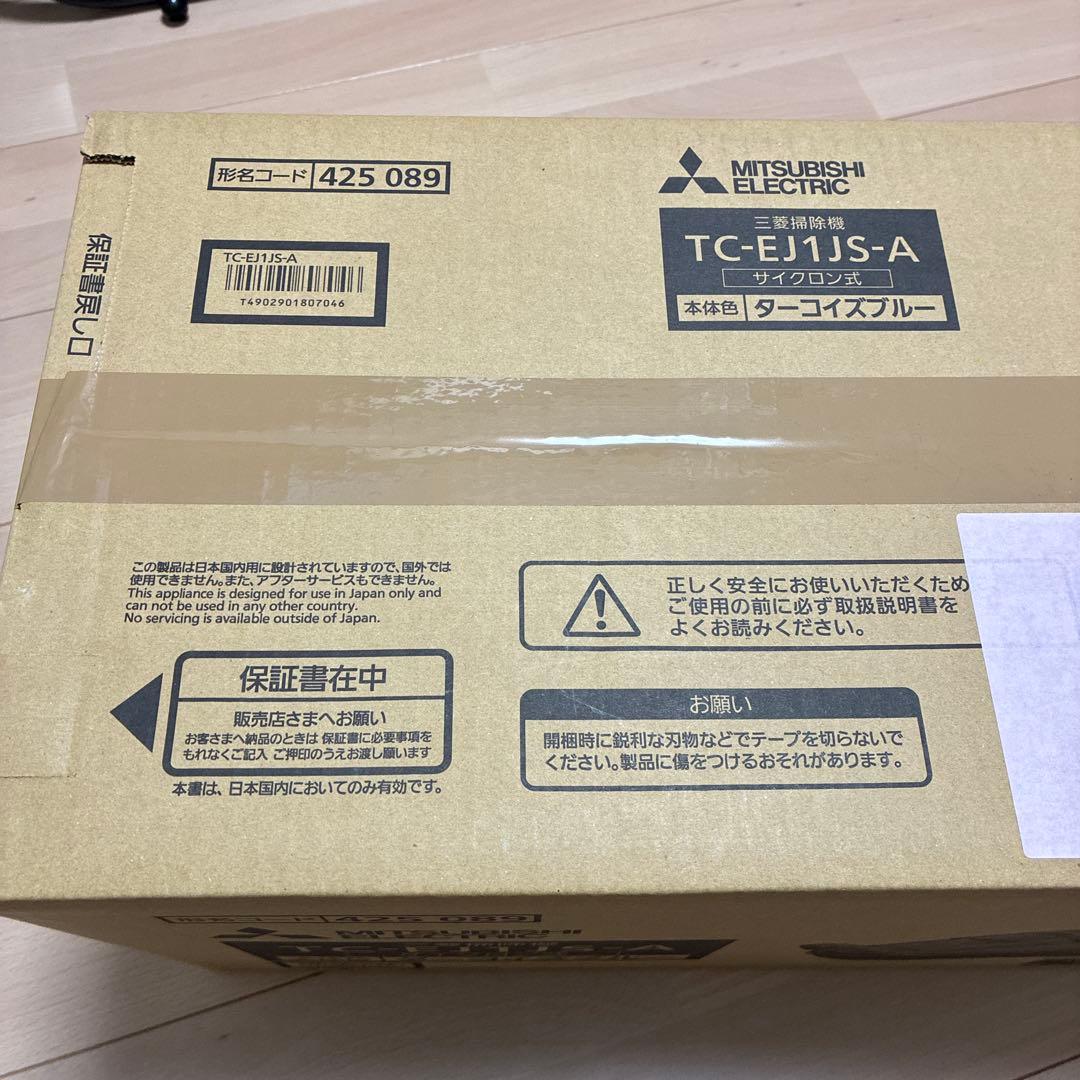 形名コード 425 089
MITSUBISHI
ELECTRIC
三菱掃除機
TC-EJ1JS-A
サイクロン式
本体色 ターコイズブルー
TC-EJ1JS-A
T4902901807046
保証書戻し口
この製品は日本国内用に設計されていますので、国外では
使用できません。また、アフターサービスもできません。
This appliance is designed for use in Japan only and
can not be used in any other country.
No servicing is available outside of Japan.
正しく安全にお使いいただくため
ご使用の前に必ず取扱説明書を
よくお読みください。
保証書在中
販売店さまへお願い
お客さまへ納品のときは 保証書に必要事項を
もれなくご記入 ご押印のうえお渡し願います
本書は、日本国内においてのみ有効です。
お願い
開梱時に鋭利な刃物などでテープを切らないで
ください。製品に傷をつけるおそれがあります。
形名コード 425 089
MITSUBISHI
ELECTRIC
TC-EJ1JS-A